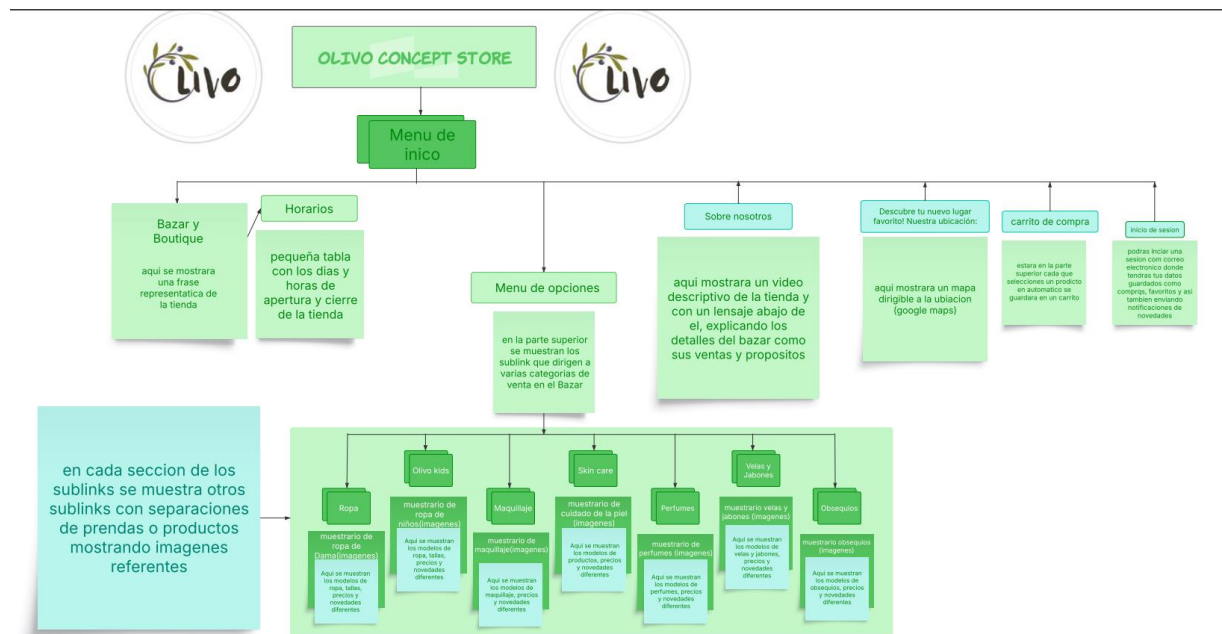 OLIVO
OLIVO CONCEPT STORE
OLIVO
Menu de
inico
Bazar y
Boutique
aqui se mostrara
una frase
representatica de
la tienda
Horarios
pequeña tabla
con los dias y
horas de
apertura y cierre
de la tienda
Menu de opciones
en la parte superior
se muestran los
sublink que dirigen a
varias categorias de
venta en el Bazar
Sobre nosotros
aqui mostrara un video
descriptivo de la tienda y
con un lensaje abajo de
el, explicando los
detalles del bazar como
sus ventas y propositos
Descubre tu nuevo lugar
favorito! Nuestra ubicación:
aqui mostrara un mapa
dirigible a la ubiacion
(google maps)
carrito de compra
estara en la parte
superior cada que
selecciones un prodicto
en automatico se
guardara en un carrito
inicio de sesion
podras inciar una
sesion com correo
electronico donde
tendras tus datos
guardados como
comprqs, favoritos y asi
tambien enviando
notificaciones de
novedades
en cada seccion de los
sublinks se muestra otros
sublinks con separaciones
de prendas o productos
mostrando imagenes
referentes
Ropa
muestrario de
ropa de
Dama(imagenes)
Aqui se muestran
los modelos de
ropa, tallas,
precios y
novedades
diferentes
Olivo kids
muestrario de
ropa de
niños(imagenes)
Aqui se muestran
los modelos de
ropa, tallas,
precios y
novedades
diferentes
Maquillaje
muestrario de
maquillaje(imagenes)
Aqui se muestran
los modelos de
maquillaje, precios
y novedades
diferentes
Skin care
muestrario de
cuidado de la piel
(imagenes)
Aqui se muestran
los modelos de
productos, precios
y novedades
diferentes
Perfumes
muestrario de
perfumes (imagenes)
Aqui se muestran
los modelos de
perfumes, precios
y novedades
diferentes
Velas y
Jabones
muestrario velas y
jabones (imagenes)
Aqui se muestran
los modelos de
velas y jabones,
precios y
novedades
diferentes
Obsequios
muestrario obsequios
(imagenes)
Aqui se muestran
los modelos de
obsequios, precios
y novedades
diferentes